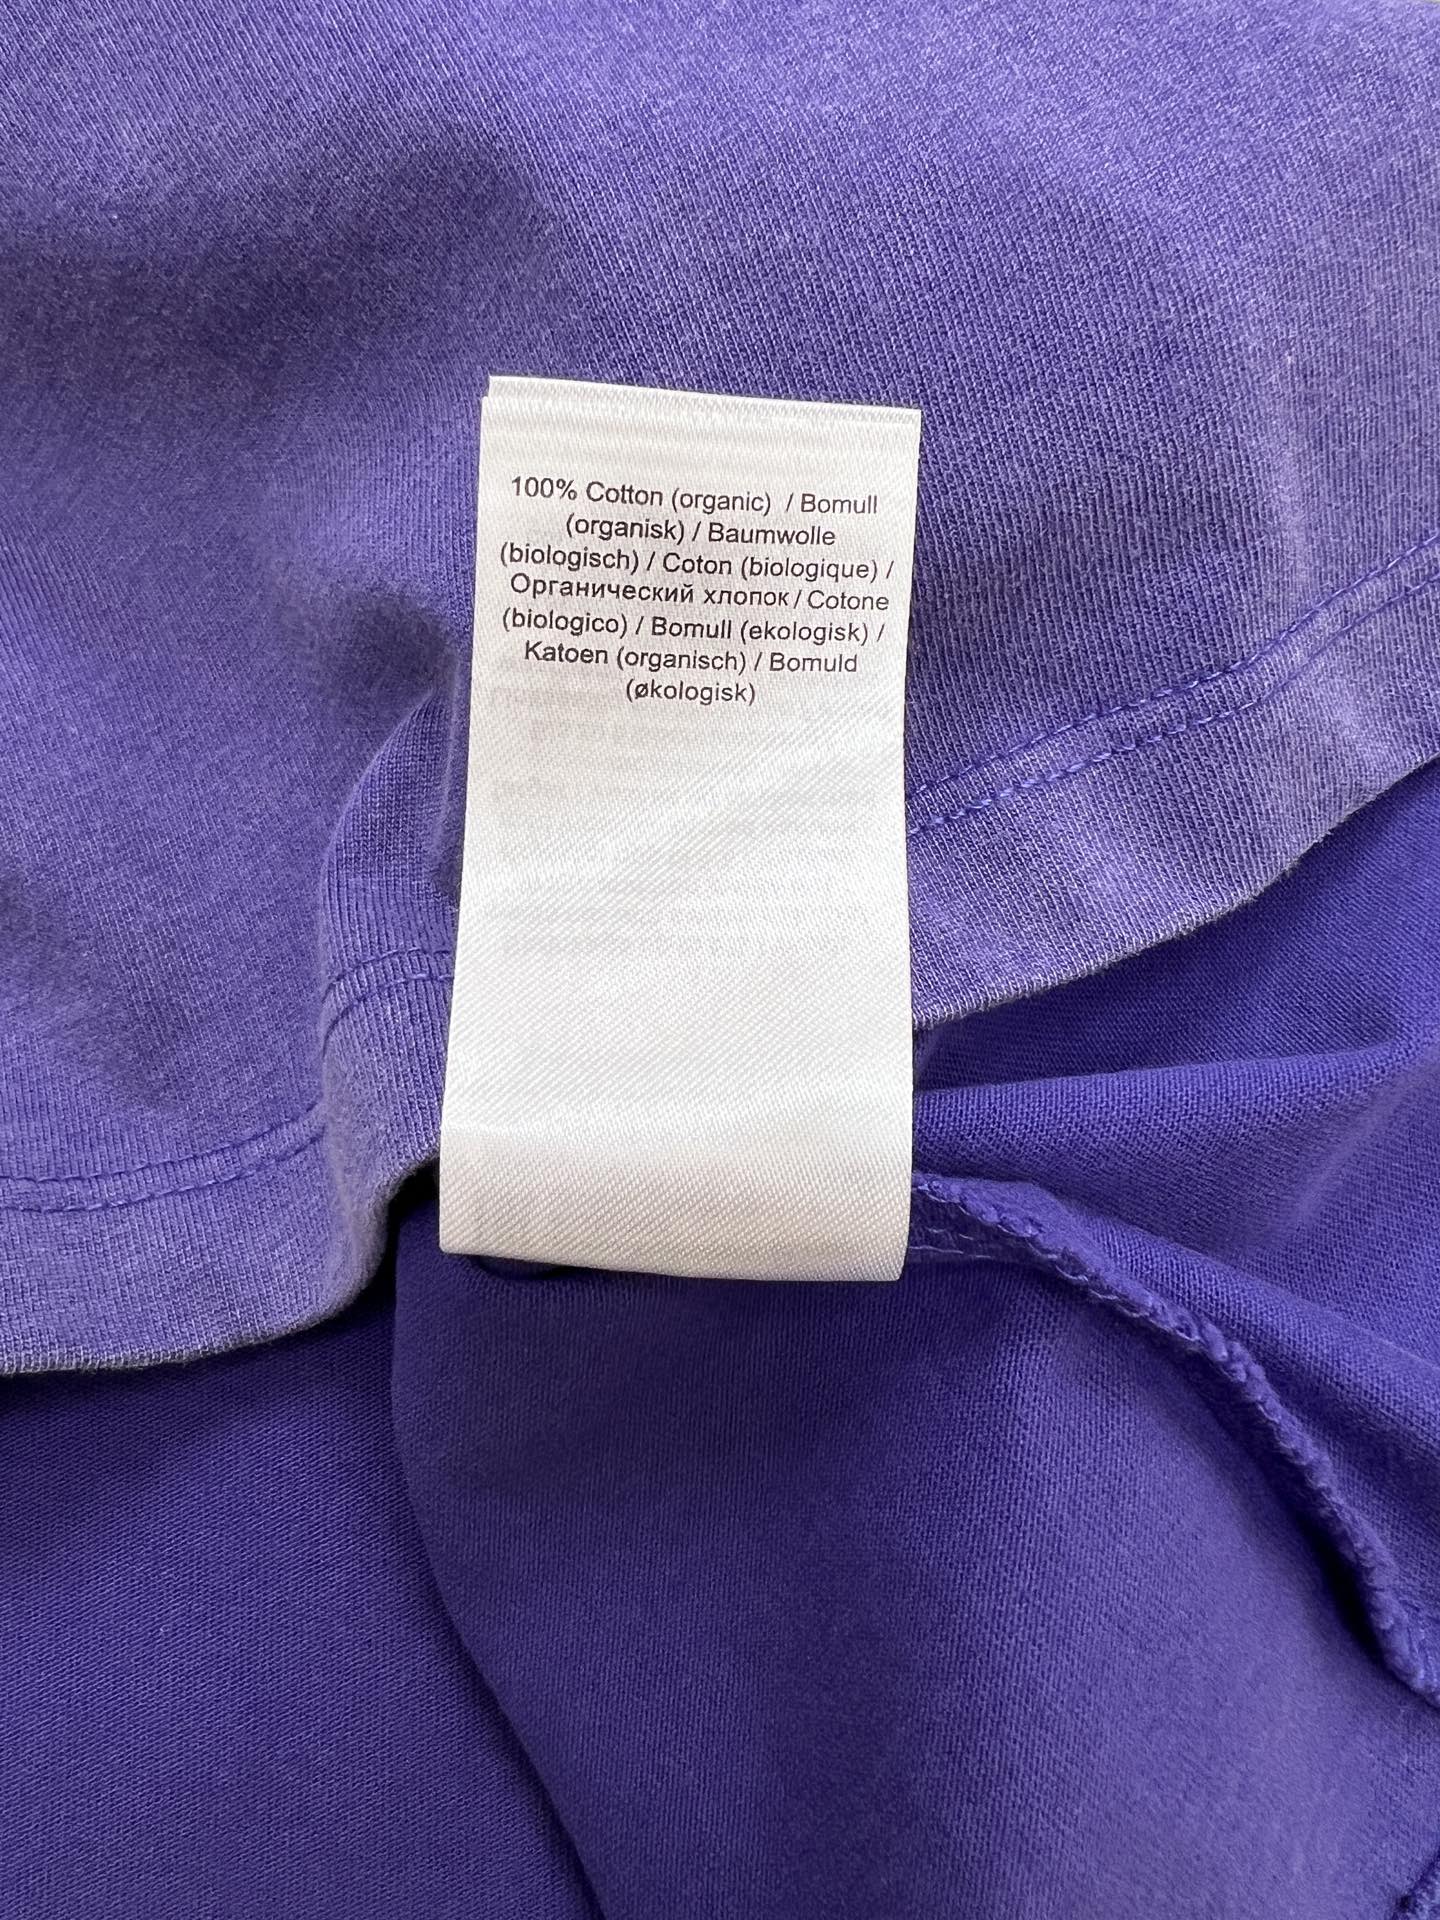 100% Cotton (organic) / Bomull
(organisk) / Baumwolle
(biologisch) / Coton (biologique) /
Органический хлопок / Cotone
(biologico) / Bomull (ekologisk) /
Katoen (organisch) / Bomuld
(økologisk)